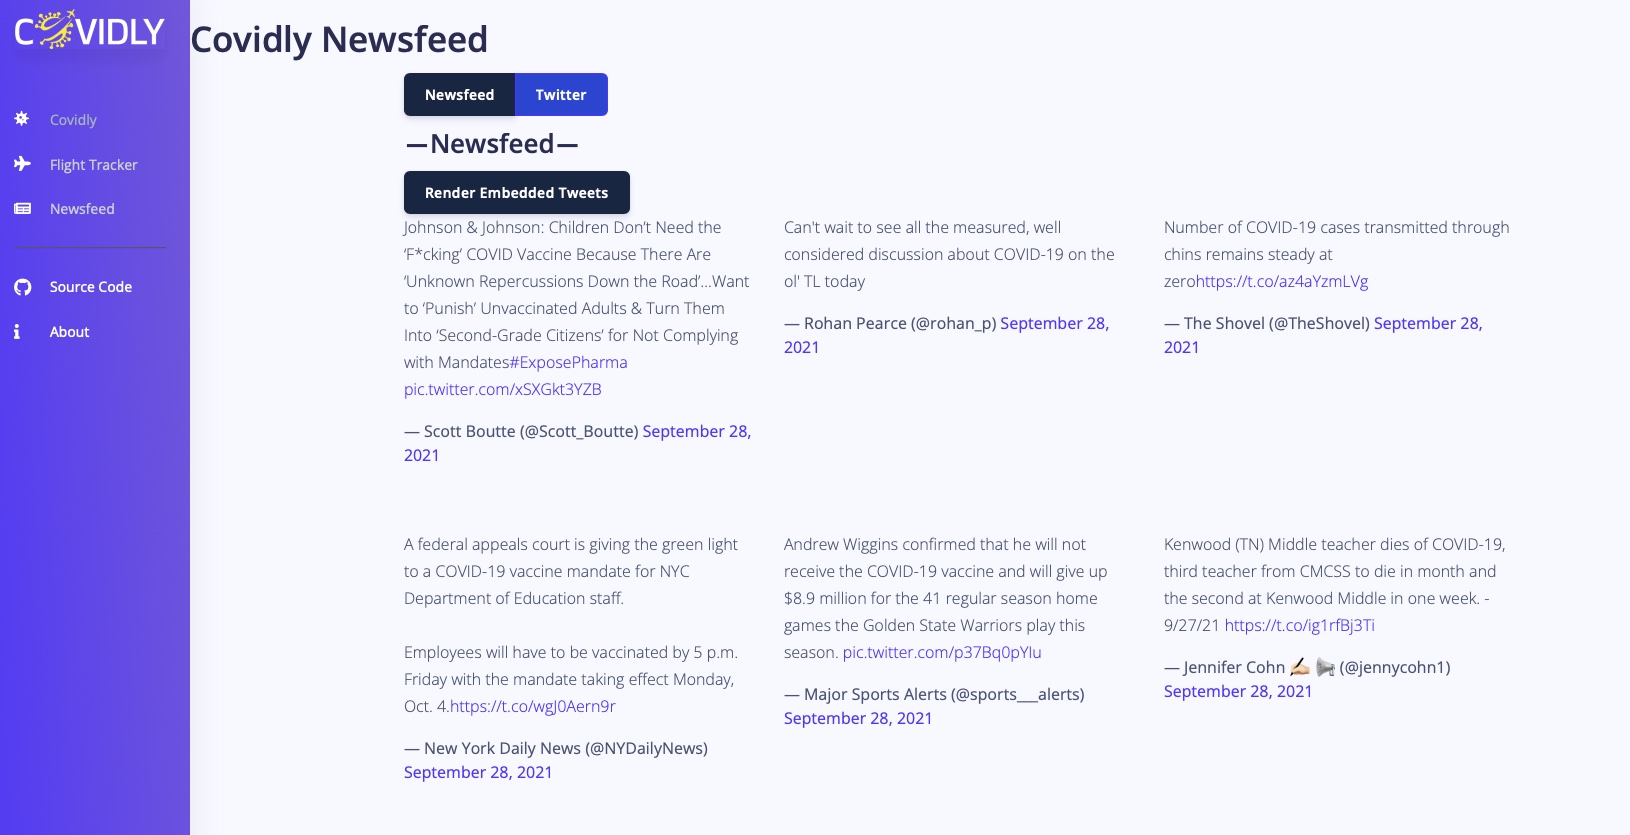 COVIDLY
Covidly
Flight Tracker
Newsfeed
Source Code
About
Covidly Newsfeed
Newsfeed Twitter
—Newsfeed—
Render Embedded Tweets
Johnson & Johnson: Children Don’t Need the
‘F*cking’ COVID Vaccine Because There Are
‘Unknown Repercussions Down the Road’...Want
to ‘Punish’ Unvaccinated Adults & Turn Them
Into ‘Second-Grade Citizens’ for Not Complying
with Mandates#ExposePharma
pic.twitter.com/xSXGkt3YZB
— Scott Boutte (@Scott_Boutte) September 28,
2021
Can't wait to see all the measured, well
considered discussion about COVID-19 on the
ol' TL today
— Rohan Pearce (@rohan_p) September 28,
2021
Number of COVID-19 cases transmitted through
chins remains steady at
zerohttps://t.co/az4aYzmLVg
— The Shovel (@TheShovel) September 28,
2021
A federal appeals court is giving the green light
to a COVID-19 vaccine mandate for NYC
Department of Education staff.
Employees will have to be vaccinated by 5 p.m.
Friday with the mandate taking effect Monday,
Oct. 4.https://t.co/wgJ0Aern9r
— New York Daily News (@NYDailyNews)
September 28, 2021
Andrew Wiggins confirmed that he will not
receive the COVID-19 vaccine and will give up
$8.9 million for the 41 regular season home
games the Golden State Warriors play this
season. pic.twitter.com/p37Bq0pYIu
— Major Sports Alerts (@sports___alerts)
September 28, 2021
Kenwood (TN) Middle teacher dies of COVID-19,
third teacher from CMCSS to die in month and
the second at Kenwood Middle in one week. -
9/27/21 https://t.co/ig1rfBj3Ti
— Jennifer Cohn ✍🏻 📢 (@jennycohn1)
September 28, 2021